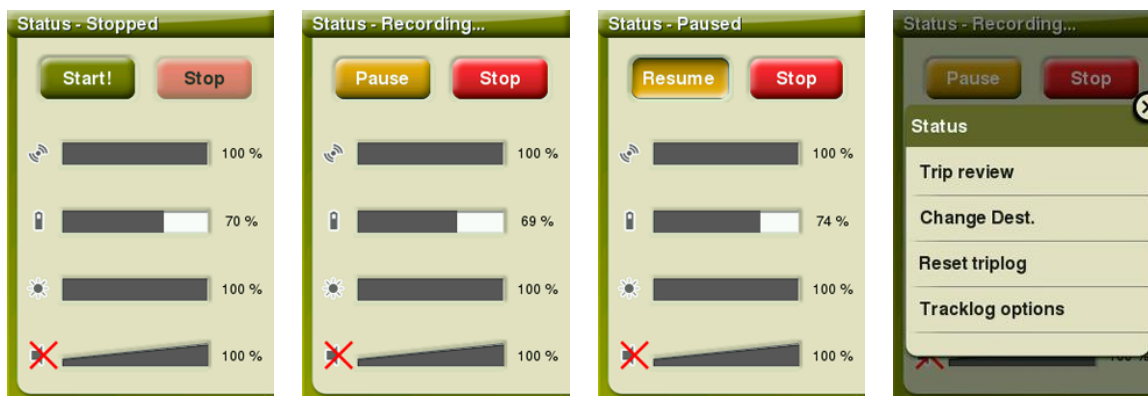 Status - Stopped
Start! Stop
100 %
70 %
100 %
100 %
Status - Recording...
Pause Stop
100 %
69 %
100 %
100 %
Status - Paused
Resume Stop
100 %
74 %
100 %
100 %
Status - Recording...
Pause Stop
Status
Trip review
Change Dest.
Reset triplog
Tracklog options